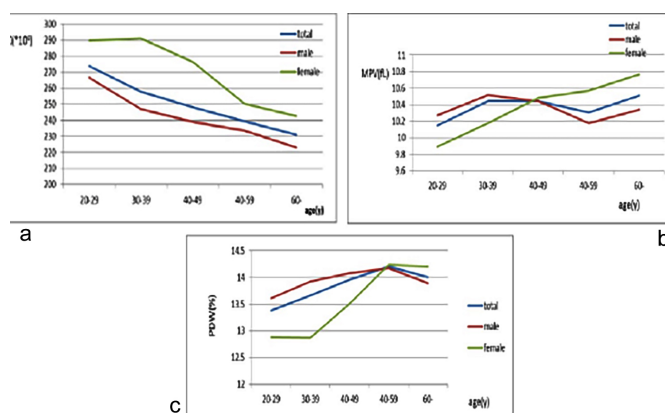 300
290
280
270
260
250
240
230
220
210
200
total
male
female
20-29
30-39
40-49
40-59
60-
age(y)
a
MPV(fL)
11
10.8
10.6
10.4
10.2
10
9.8
9.6
total
male
female
20-29
30-39
40-49
40-59
60-
age(y)
b
PDW(%)
14.5
14
13.5
13
12.5
12
total
male
female
20-29
30-39
40-49
40-59
60-
age(y)
c